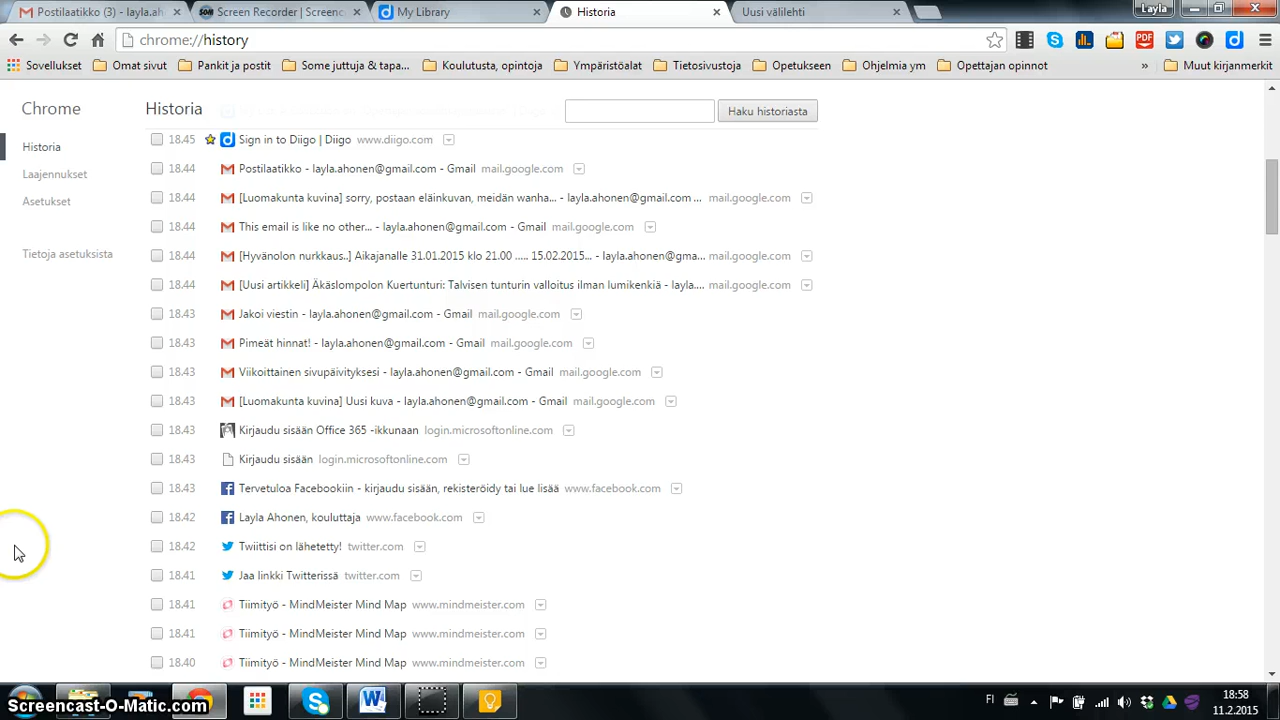 Postilaatikko (3) - layla.ah
Screen Recorder | Screenc
My Library
Historia
Uusi välilehti
Layla
chrome://history
Sovellukset
Omat sivut
Pankit ja postit
Some juttuja & tapa...
Koulutusta, opintoja
Ympäristöalat
Tietosivustoja
Opetukseen
Ohjelmia ym
Opettajan opinnot
»
Muut kirjanmerkit
Chrome
Historia
Haku historiasta
Historia
Laajennukset
Asetukset
Tietoja asetuksista
18.45 Sign in to Diigo | Diigo www.diigo.com
18.44 Postilaatikko - layla.ahonen@gmail.com - Gmail mail.google.com
18.44 [Luomakunta kuvina] sorry, postaan eläinkuvan, meidän wanha... - layla.ahonen@gmail.com ... mail.google.com
18.44 This email is like no other... - layla.ahonen@gmail.com - Gmail mail.google.com
18.44 [Hyvänolon nurkkaus..] Aikajanalle 31.01.2015 klo 21.00 ..... 15.02.2015... - layla.ahonen@gma... mail.google.com
18.44 [Uusi artikkeli] Äkäslompolon Kuertunturi: Talvisen tunturin valloitus ilman lumikenkiä - layla.... mail.google.com
18.43 Jakoi viestin - layla.ahonen@gmail.com - Gmail mail.google.com
18.43 Pimeät hinnat! - layla.ahonen@gmail.com - Gmail mail.google.com
18.43 Viikoittainen sivupäivityksesi - layla.ahonen@gmail.com - Gmail mail.google.com
18.43 [Luomakunta kuvina] Uusi kuva - layla.ahonen@gmail.com - Gmail mail.google.com
18.43 Kirjaudu sisään Office 365 -ikkunaan login.microsoftonline.com
18.43 Kirjaudu sisään login.microsoftonline.com
18.43 Tervetuloa Facebookiin - kirjaudu sisään, rekisteröidy tai lue lisää www.facebook.com
18.42 Layla Ahonen, kouluttaja www.facebook.com
18.42 Twiittisi on lähetetty! twitter.com
18.41 Jaa linkki Twitterissä twitter.com
18.41 Tiimityö - MindMeister Mind Map www.mindmeister.com
18.41 Tiimityö - MindMeister Mind Map www.mindmeister.com
18.40 Tiimityö - MindMeister Mind Map www.mindmeister.com
Screencast-O-Matic.com
FI
18:58
11.2.2015